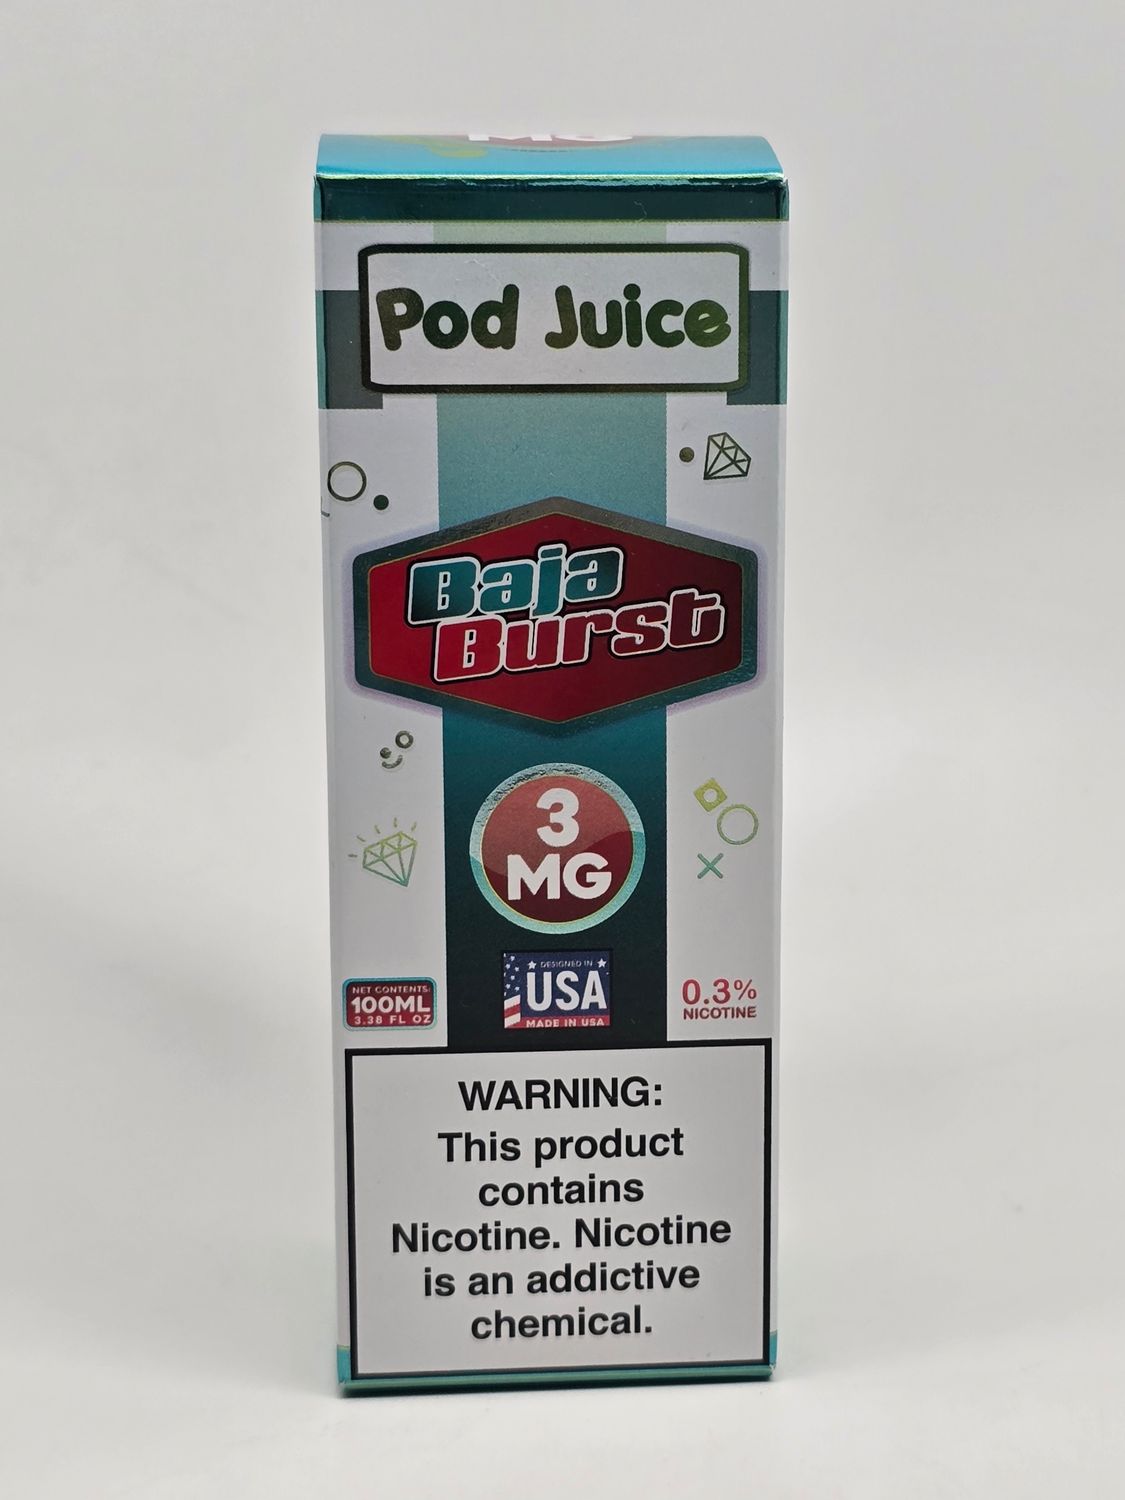 Pod Juice
Baja
Burst
3
MG
NET CONTENTS:
100ML
3.38 FL OZ
DESIGNED IN
USA
MADE IN USA
0.3%
NICOTINE
WARNING:
This product
contains
Nicotine. Nicotine
is an addictive
chemical.